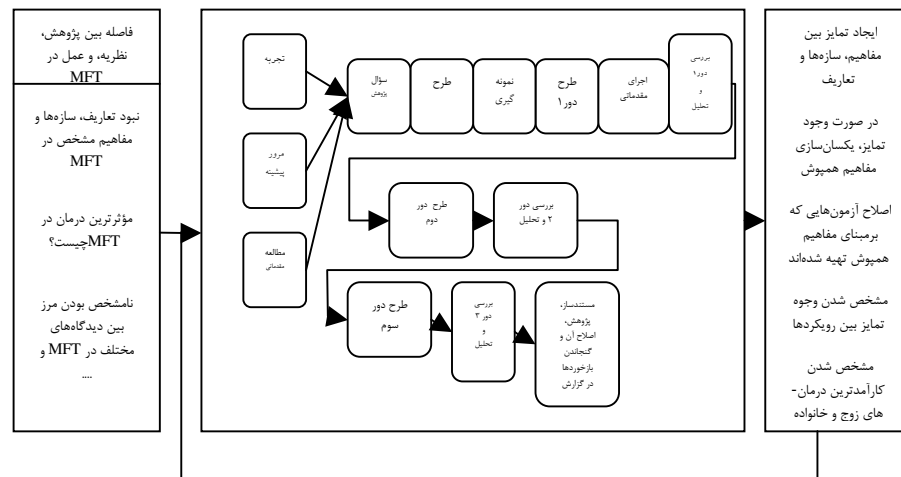 فاصله بین پژوهش،
نظریه، و عمل در
MFT
نبود تعاریف، سازه‌ها و
مفاهیم مشخص در
MFT
مؤثرترین درمان در
MFTچیست؟
نامشخص بودن مرز
بین دیدگاه‌های
مختلف در MFT و
....
تجربه
مرور
پیشینه
مطالعه
مقدماتی
سؤال
پژوهش
طرح
نمونه
گیری
طرح
دور۱
اجرای
مقدماتی
بررسی
دور۱
و
تحلیل
طرح دور
دوم
بررسی دور
۲ و تحلیل
طرح دور
سوم
بررسی
دور ۳
و
تحلیل
مستندساز،
پژوهش،
اصلاح آن و
گنجاندن
بازخوردها
در گزارش
ایجاد تمایز بین
مفاهیم، سازه‌ها و
تعاریف
در صورت وجود
تمایز، یکسان‌سازی
مفاهیم همپوش
اصلاح آزمون‌هایی که
برمبنای مفاهیم
همپوش تهیه شده‌اند
مشخص شدن وجوه
تمایز بین رویکردها
مشخص شدن
کارآمدترین درمان-
های زوج و خانواده